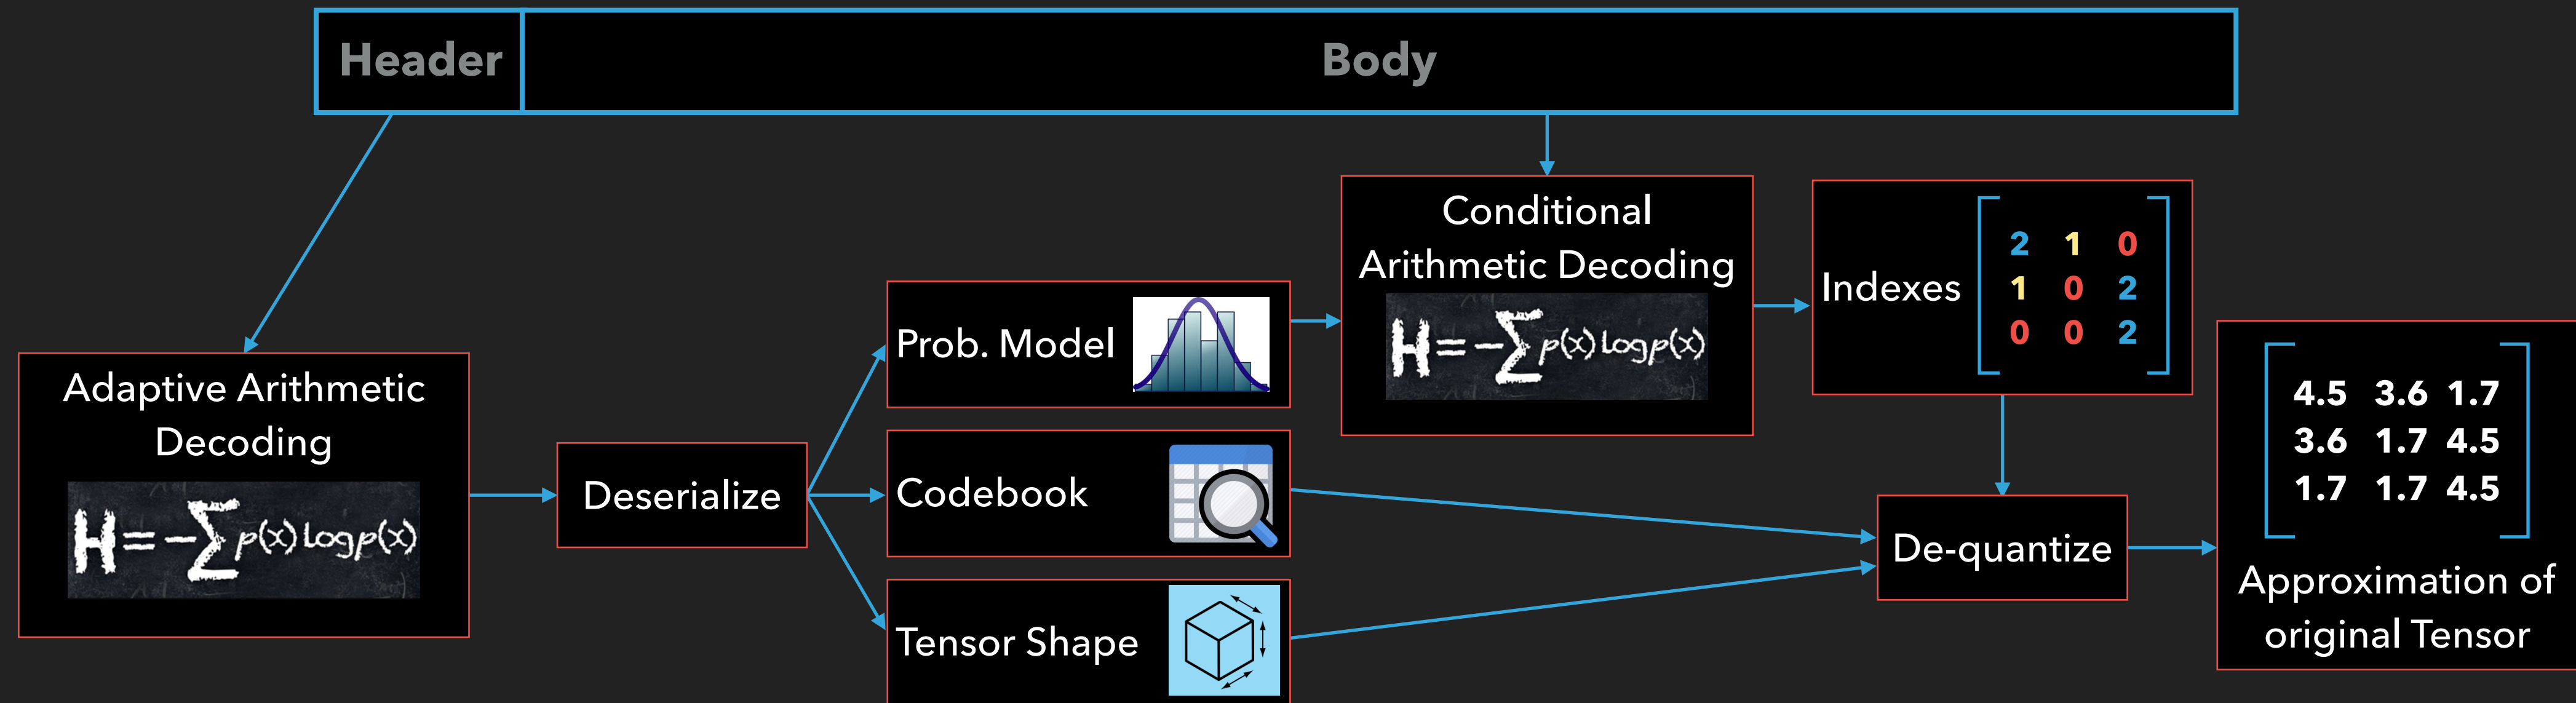 Header
Body
Adaptive Arithmetic
Decoding
H=-∑p(x)logp(x)
Deserialize
Prob. Model
Codebook
Tensor Shape
Conditional
Arithmetic Decoding
H=-∑p(x)logp(x)
Indexes
2 1 0
1 0 2
0 0 2
De-quantize
4.5 3.6 1.7
3.6 1.7 4.5
1.7 1.7 4.5
Approximation of
original Tensor